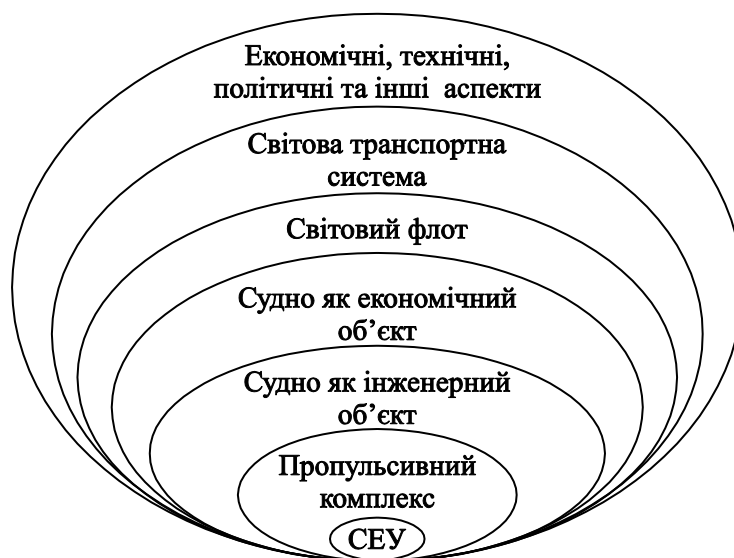 Економічні, технічні,
політичні та інші аспекти
Світова транспортна
система
Світовий флот
Судно як економічний
об’єкт
Судно як інженерний
об’єкт
Пропульсивний
комплекс
СЕУ